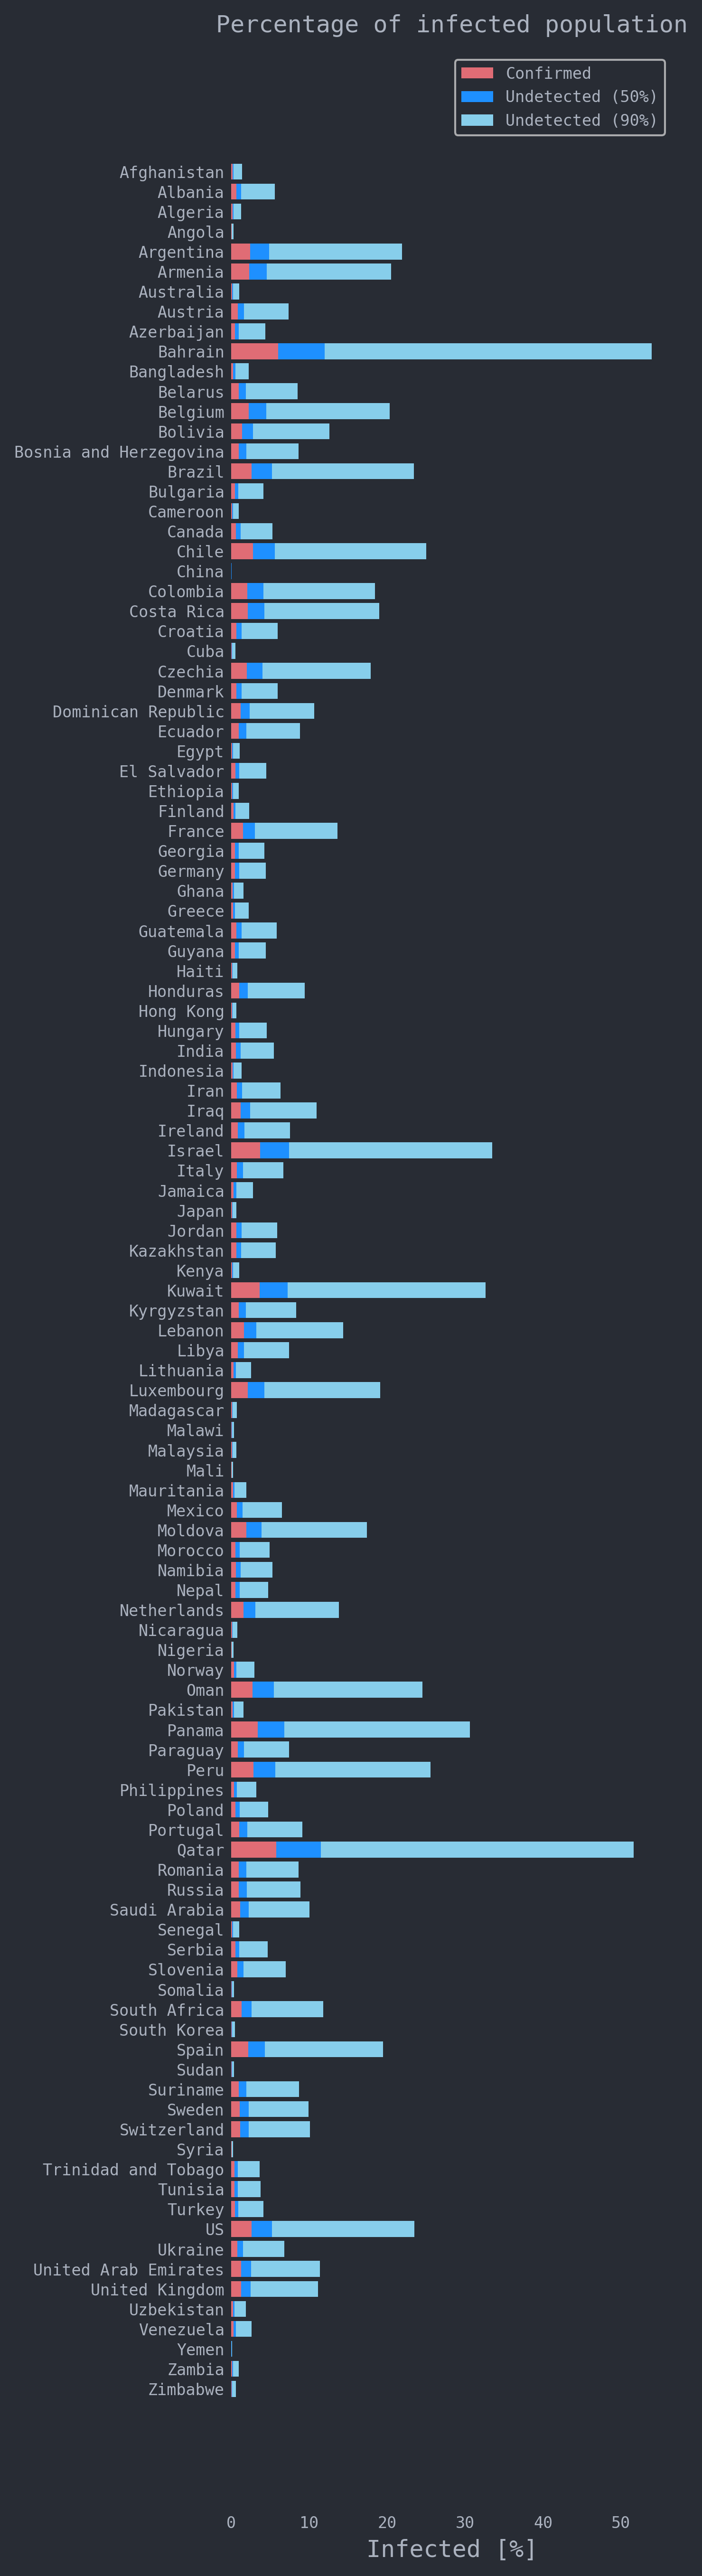 Percentage of infected population
Confirmed
Undetected (50%)
Undetected (90%)
Afghanistan
Albania
Algeria
Angola
Argentina
Armenia
Australia
Austria
Azerbaijan
Bahrain
Bangladesh
Belarus
Belgium
Bolivia
Bosnia and Herzegovina
Brazil
Bulgaria
Cameroon
Canada
Chile
China
Colombia
Costa Rica
Croatia
Cuba
Czechia
Denmark
Dominican Republic
Ecuador
Egypt
El Salvador
Ethiopia
Finland
France
Georgia
Germany
Ghana
Greece
Guatemala
Guyana
Haiti
Honduras
Hong Kong
Hungary
India
Indonesia
Iran
Iraq
Ireland
Israel
Italy
Jamaica
Japan
Jordan
Kazakhstan
Kenya
Kuwait
Kyrgyzstan
Lebanon
Libya
Lithuania
Luxembourg
Madagascar
Malawi
Malaysia
Mali
Mauritania
Mexico
Moldova
Morocco
Namibia
Nepal
Netherlands
Nicaragua
Nigeria
Norway
Oman
Pakistan
Panama
Paraguay
Peru
Philippines
Poland
Portugal
Qatar
Romania
Russia
Saudi Arabia
Senegal
Serbia
Slovenia
Somalia
South Africa
South Korea
Spain
Sudan
Suriname
Sweden
Switzerland
Syria
Trinidad and Tobago
Tunisia
Turkey
US
Ukraine
United Arab Emirates
United Kingdom
Uzbekistan
Venezuela
Yemen
Zambia
Zimbabwe
0 10 20 30 40 50
Infected [%]